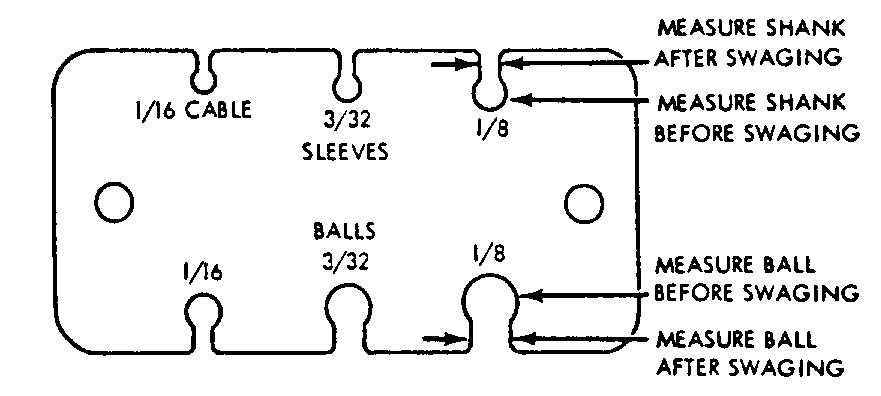 MEASURE SHANK
AFTER SWAGING
1/16 CABLE
3/32
SLEEVES
1/8
MEASURE SHANK
BEFORE SWAGING
BALLS
1/16
3/32
1/8
MEASURE BALL
BEFORE SWAGING
MEASURE BALL
AFTER SWAGING